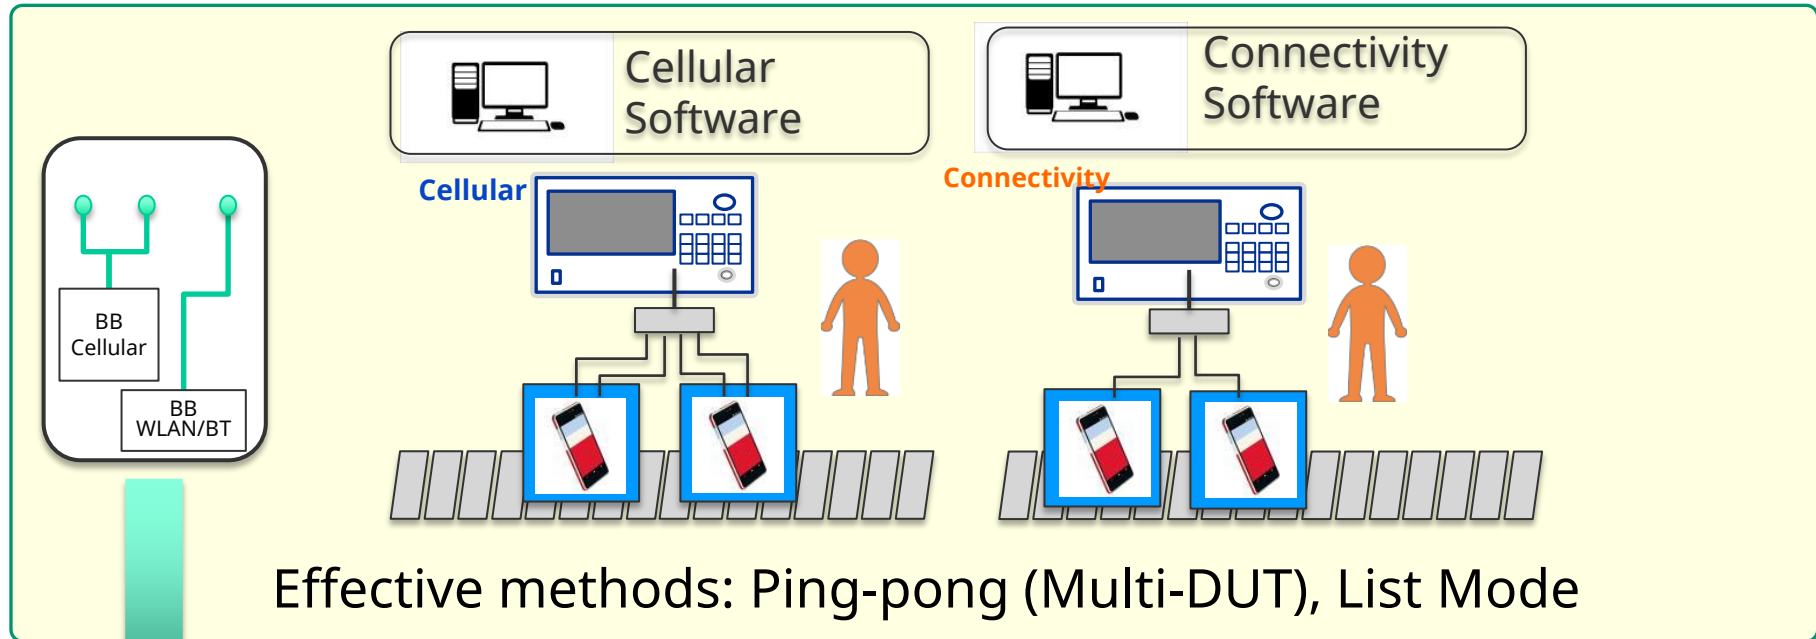 Cellular
Software
Connectivity
Software
Cellular
Connectivity
BB
Cellular
BB
WLAN/BT
Effective methods: Ping-pong (Multi-DUT), List Mode